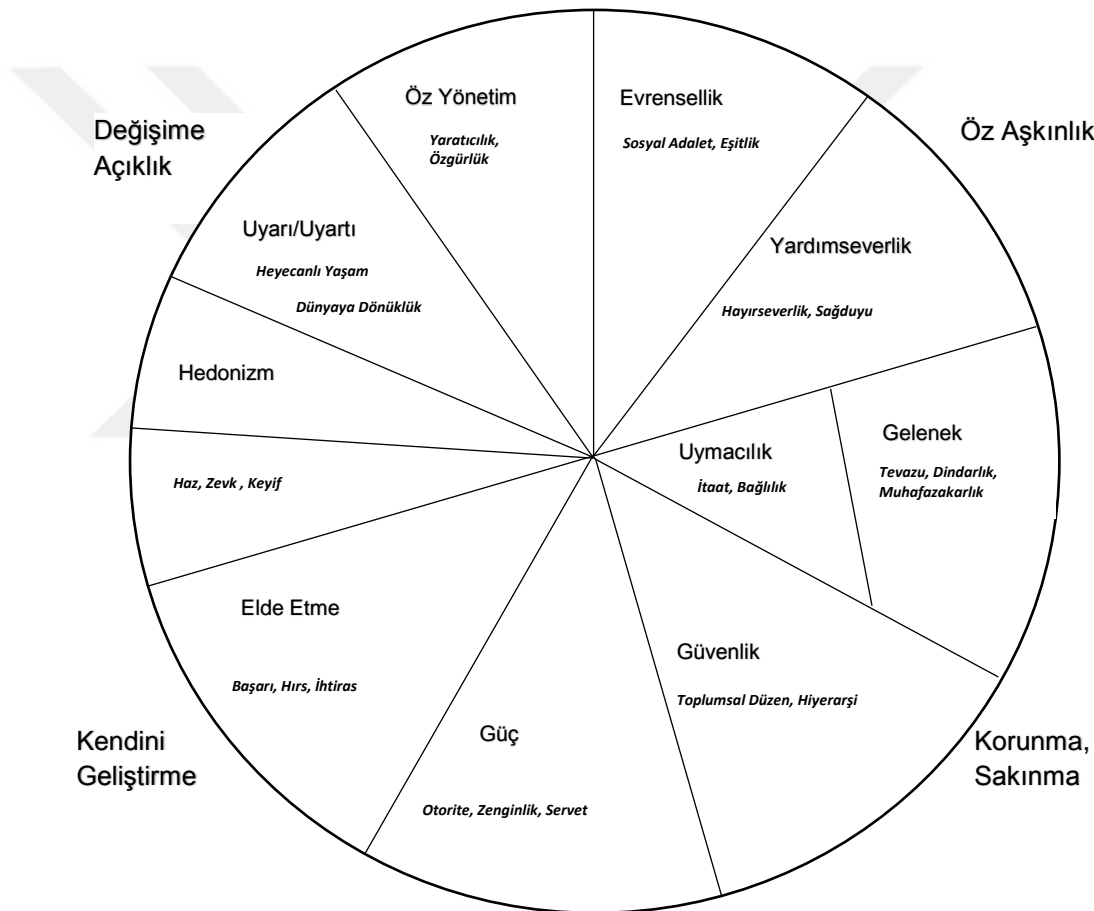 Öz Yönetim
Yaratıcılık,
Özgürlük
Evrensellik
Sosyal Adalet, Eşitlik
Değişime
Açıklık
Öz Aşkınlık
Uyarı/Uyartı
Heyecanlı Yaşam
Dünyaya Dönüklük
Yardımseverlik
Hayırseverlik, Sağduyu
Hedonizm
Haz, Zevk , Keyif
Uymacılık
İtaat, Bağlılık
Gelenek
Tevazu, Dindarlık,
Muhafazakarlık
Elde Etme
Başarı, Hırs, İhtiras
Güvenlik
Toplumsal Düzen, Hiyerarşi
Kendini
Geliştirme
Güç
Otorite, Zenginlik, Servet
Korunma,
Sakınma